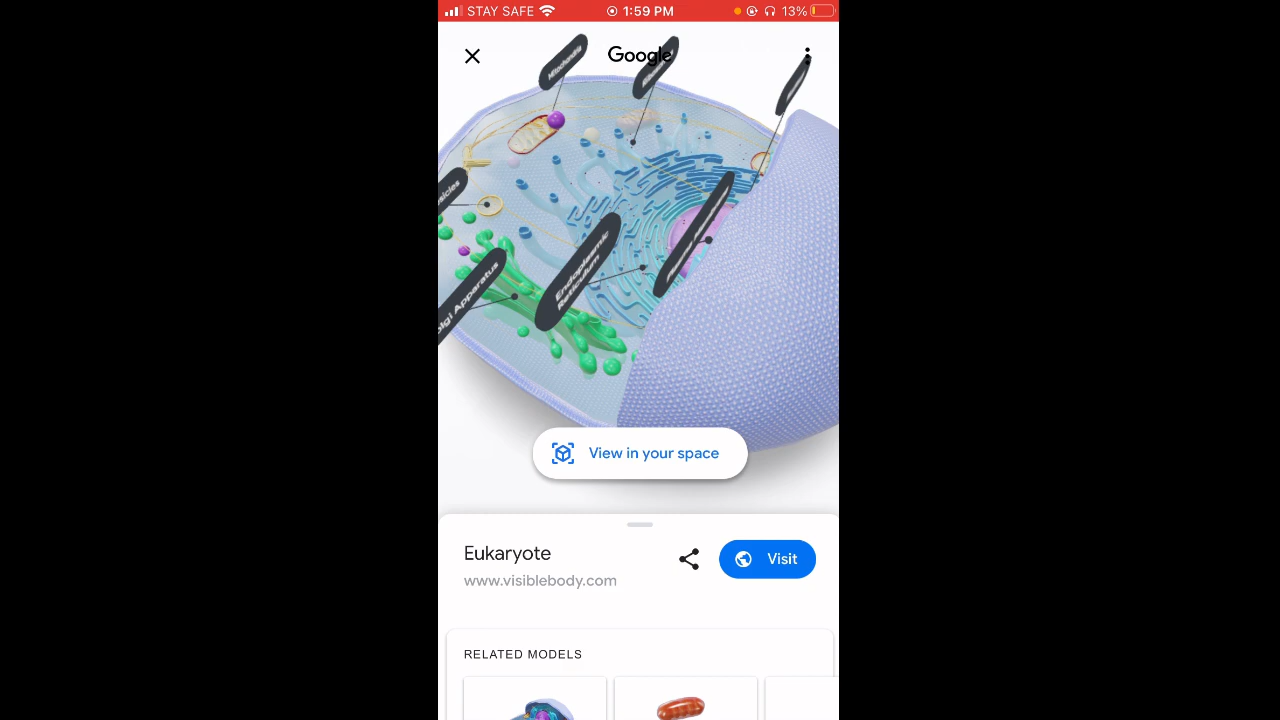 STAY SAFE 1:59 PM 13%
Google
Mitochondria
Endoplasmic
Reticulum
Apparatus
Eukaryote
www.visiblebody.com
Visit
View in your space
RELATED MODELS